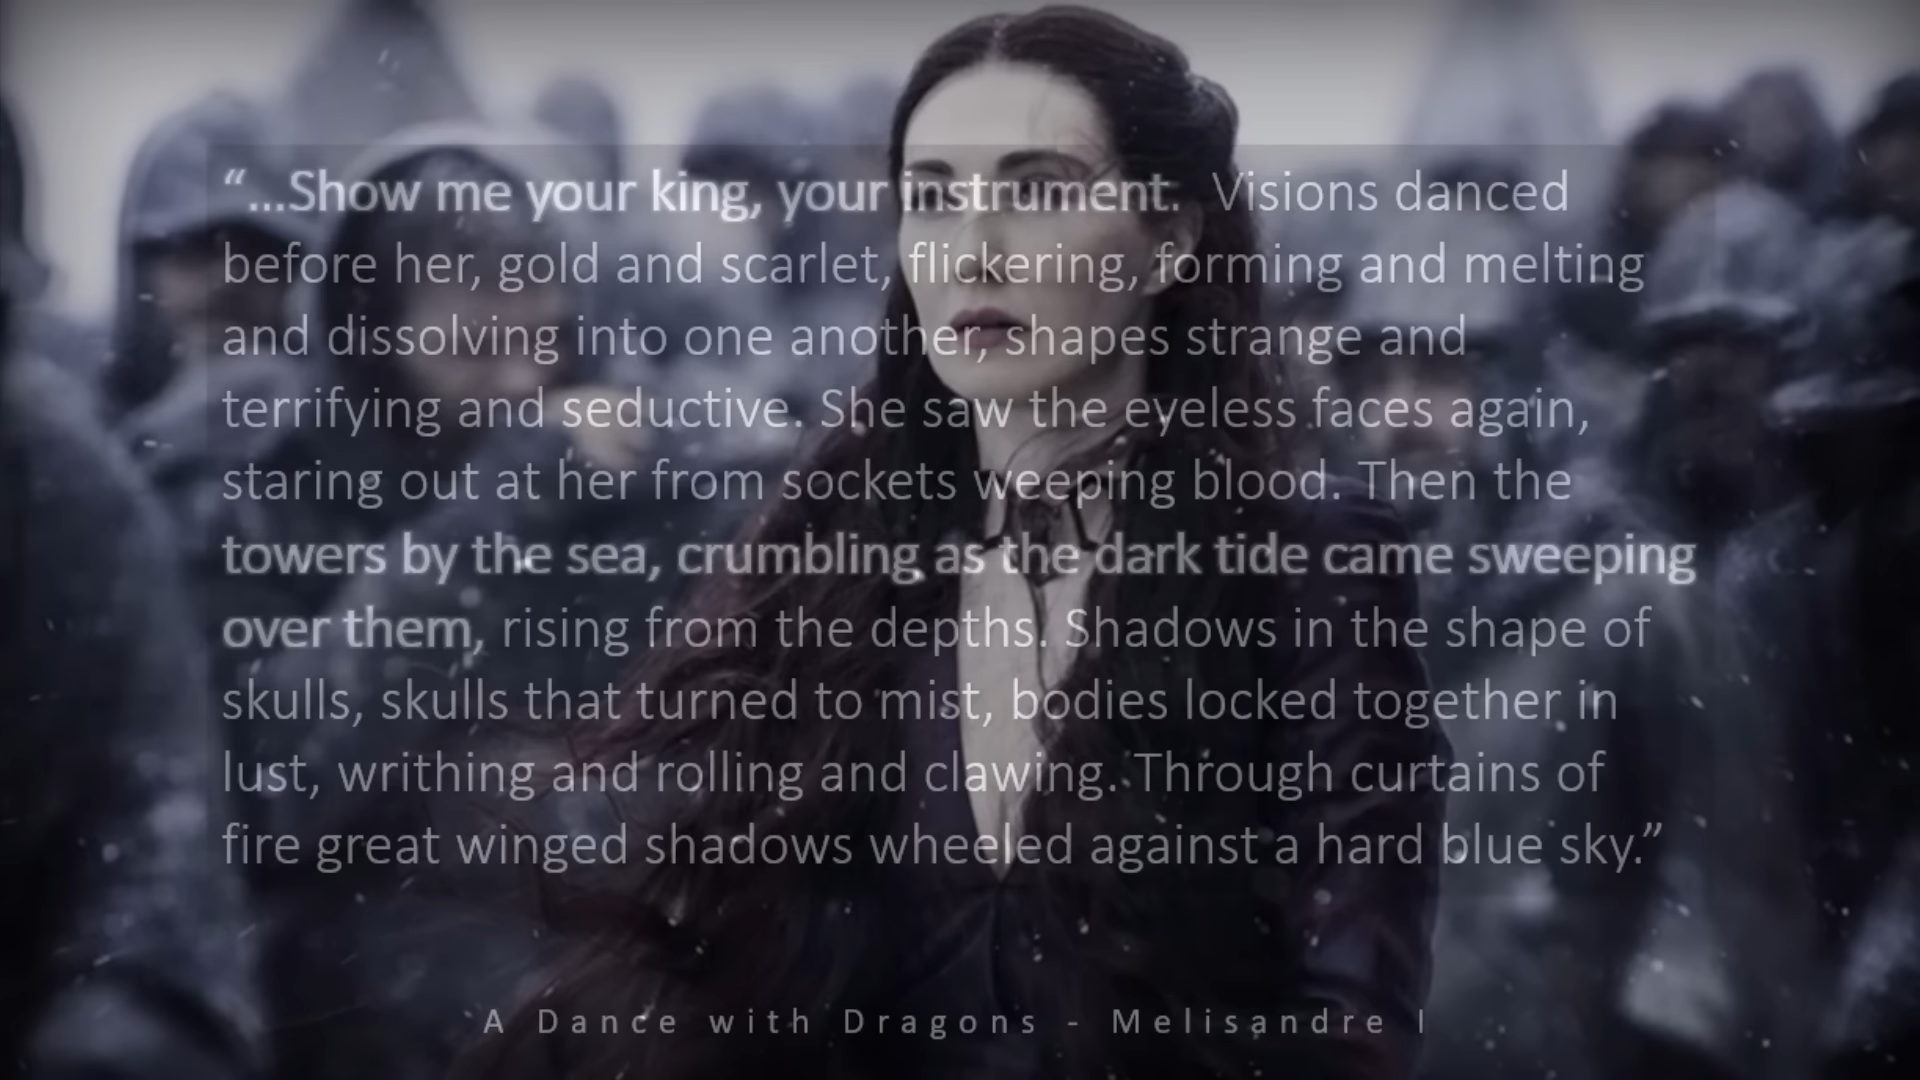 “...Show me your king, your instrument. Visions danced
before her, gold and scarlet, flickering, forming and melting
and dissolving into one another, shapes strange and
terrifying and seductive. She saw the eyeless faces again,
staring out at her from sockets weeping blood. Then the
towers by the sea, crumbling as the dark tide came sweeping
over them, rising from the depths. Shadows in the shape of
skulls, skulls that turned to mist, bodies locked together in
lust, writhing and rolling and clawing. Through curtains of
fire great winged shadows wheeled against a hard blue sky.”
A Dance with Dragons - Melisandre I